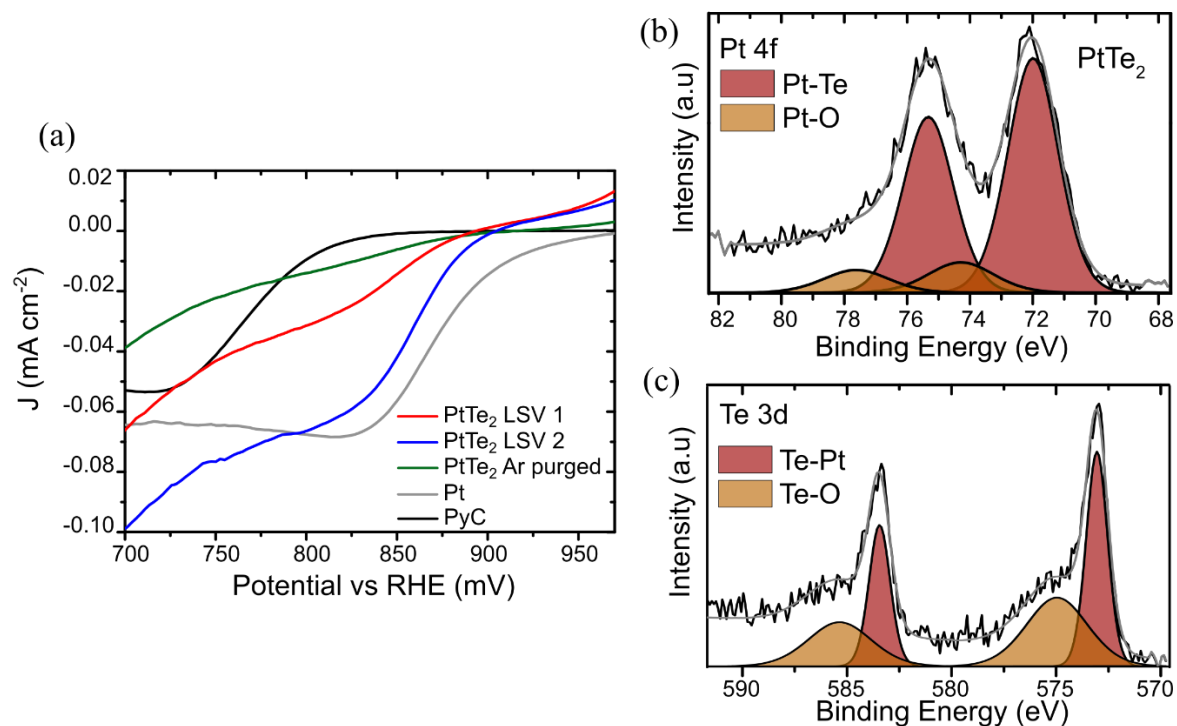 (a)
0.02
0.00
-0.02
-0.04
-0.06
-0.08
-0.10
J (mA cm⁻²)
PtTe₂ LSV 1
PtTe₂ LSV 2
PtTe₂ Ar purged
Pt
PyC
700 750 800 850 900 950
Potential vs RHE (mV)
(b)
Pt 4f
Pt-Te
Pt-O
PtTe₂
Intensity (a.u)
82 80 78 76 74 72 70 68
Binding Energy (eV)
(c)
Te 3d
Te-Pt
Te-O
Intensity (a.u)
590 585 580 575 570
Binding Energy (eV)